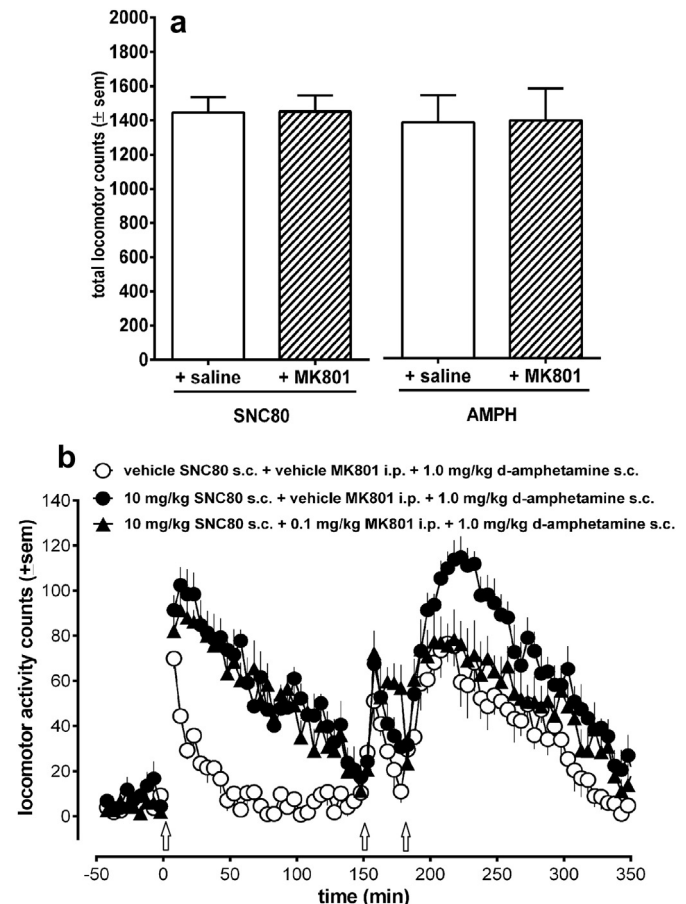 a
total locomotor counts (± sem)
2000
1800
1600
1400
1200
1000
800
600
400
200
0
+ saline + MK801 + saline + MK801
SNC80 AMPH
b
vehicle SNC80 s.c. + vehicle MK801 i.p. + 1.0 mg/kg d-amphetamine s.c.
10 mg/kg SNC80 s.c. + vehicle MK801 i.p. + 1.0 mg/kg d-amphetamine s.c.
10 mg/kg SNC80 s.c. + 0.1 mg/kg MK801 i.p. + 1.0 mg/kg d-amphetamine s.c.
locomotor activity counts (±sem)
140
120
100
80
60
40
20
0
-50 0 50 100 150 200 250 300 350
time (min)